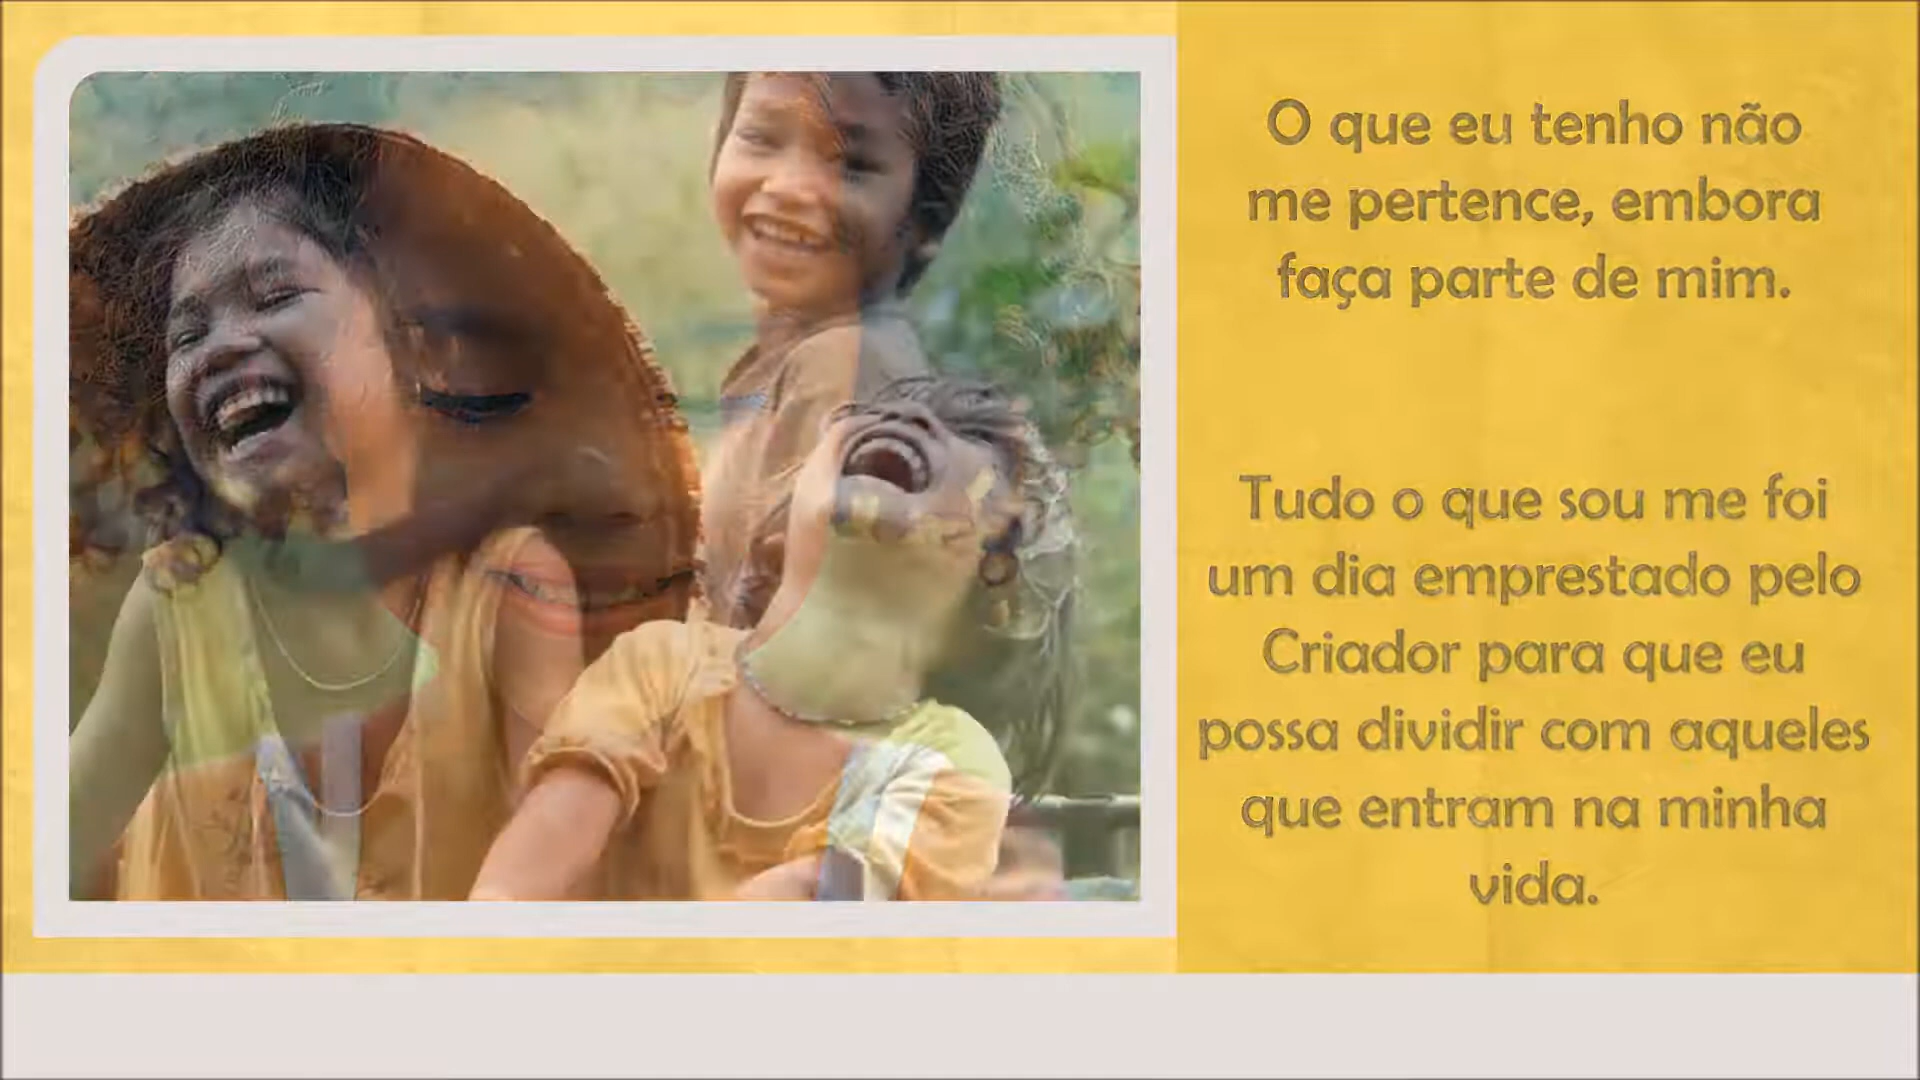 O que eu tenho não
me pertence, embora
faça parte de mim.
Tudo o que sou me foi
um dia emprestado pelo
Criador para que eu
possa dividir com aqueles
que entram na minha
vida.